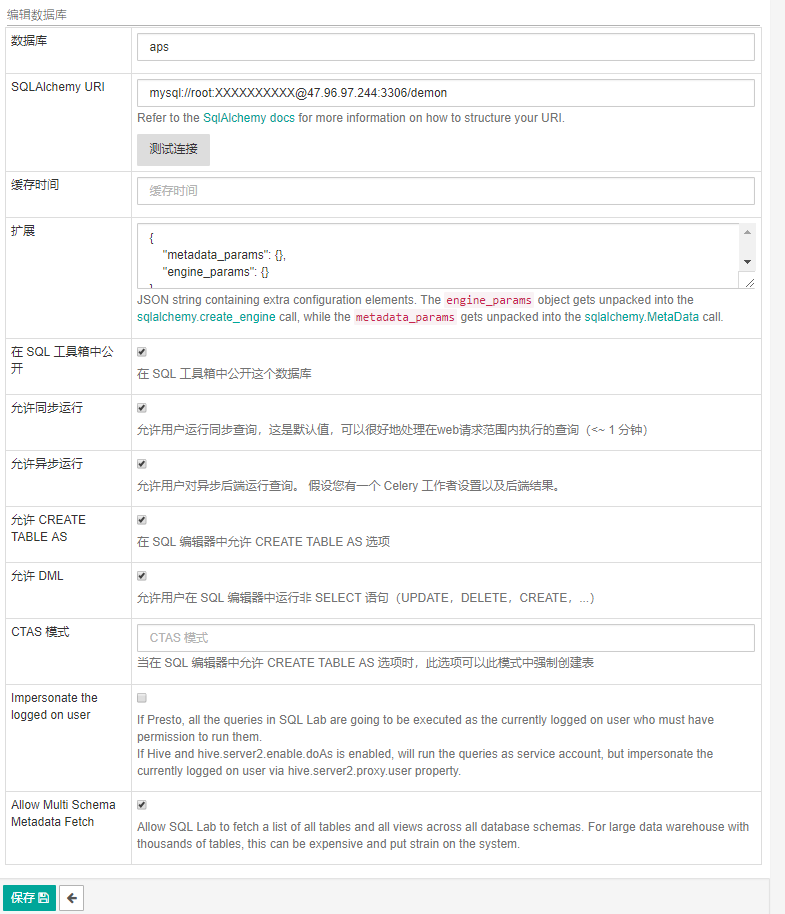 编辑数据库
数据库
aps
SQLAlchemy URI
mysql://root:XXXXXXXXXX@47.96.97.244:3306/demon
Refer to the SqlAlchemy docs for more information on how to structure your URI.
测试连接
缓存时间
缓存时间
扩展
{
"metadata_params": {},
"engine_params": {}
JSON string containing extra configuration elements. The engine_params object gets unpacked into the
sqlalchemy.create_engine call, while the metadata_params gets unpacked into the sqlalchemy.MetaData call.
在 SQL 工具箱中公
开
在 SQL 工具箱中公开这个数据库
允许同步运行
允许用户运行同步查询，这是默认值，可以很好地处理在web请求范围内执行的查询（<~ 1 分钟）
允许异步运行
允许用户对异步后端运行查询。 假设您有一个 Celery 工作者设置以及后端结果。
允许 CREATE
TABLE AS
在 SQL 编辑器中允许 CREATE TABLE AS 选项
允许 DML
允许用户在 SQL 编辑器中运行非 SELECT 语句（UPDATE，DELETE，CREATE，...）
CTAS 模式
CTAS 模式
当在 SQL 编辑器中允许 CREATE TABLE AS 选项时，此选项可以此模式中强制创建表
Impersonate the
logged on user
If Presto, all the queries in SQL Lab are going to be executed as the currently logged on user who must have
permission to run them.
If Hive and hive.server2.enable.doAs is enabled, will run the queries as service account, but impersonate the
currently logged on user via hive.server2.proxy.user property.
Allow Multi Schema
Metadata Fetch
Allow SQL Lab to fetch a list of all tables and all views across all database schemas. For large data warehouse with
thousands of tables, this can be expensive and put strain on the system.
保存